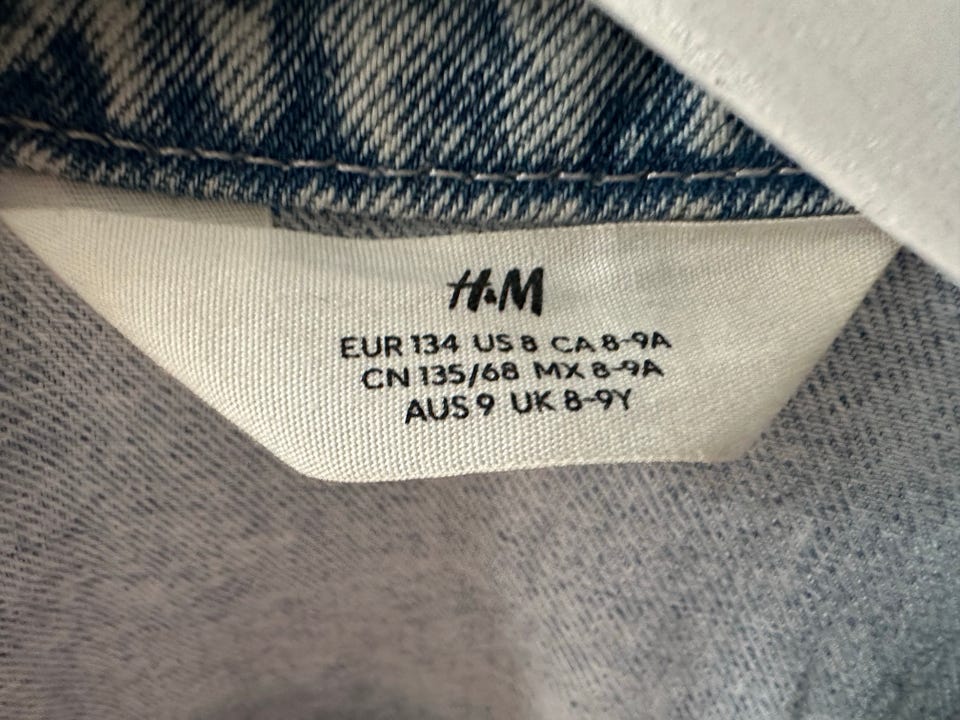 H&M
EUR 134 US 8 CA 8-9A
CN 135/68 MX 8-9A
AUS 9 UK 8-9Y